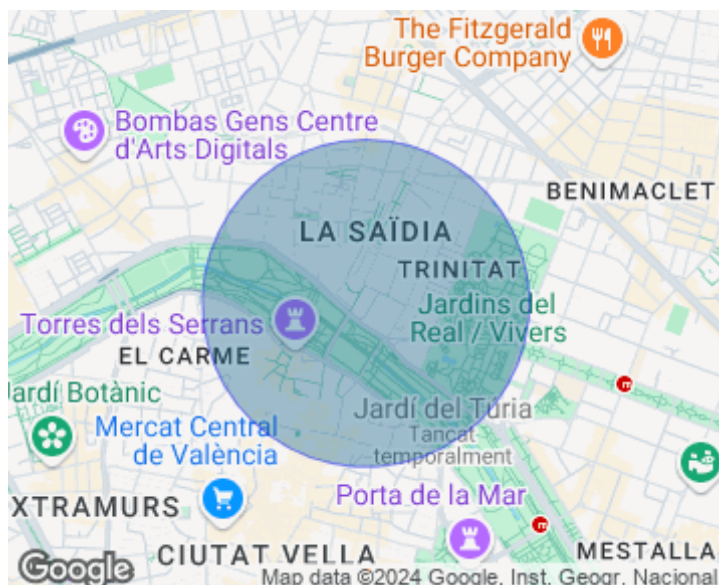 The Fitzgerald
Burger Company
Bombas Gens Centre
d'Arts Digitals
BENIMACLET
LA SAÏDIA
TRINITAT
Jardins del
Real / Vivers
Torres dels Serrans
EL CARME
Jardí Botànic
Jardí del Túria
Tancat
temporalment
Mercat Central
de València
XTRAMURS
Porta de la Mar
CIUTAT VELLA
MESTALLA
Google
Map data ©2024 Google, Inst. Geogr. Nacional